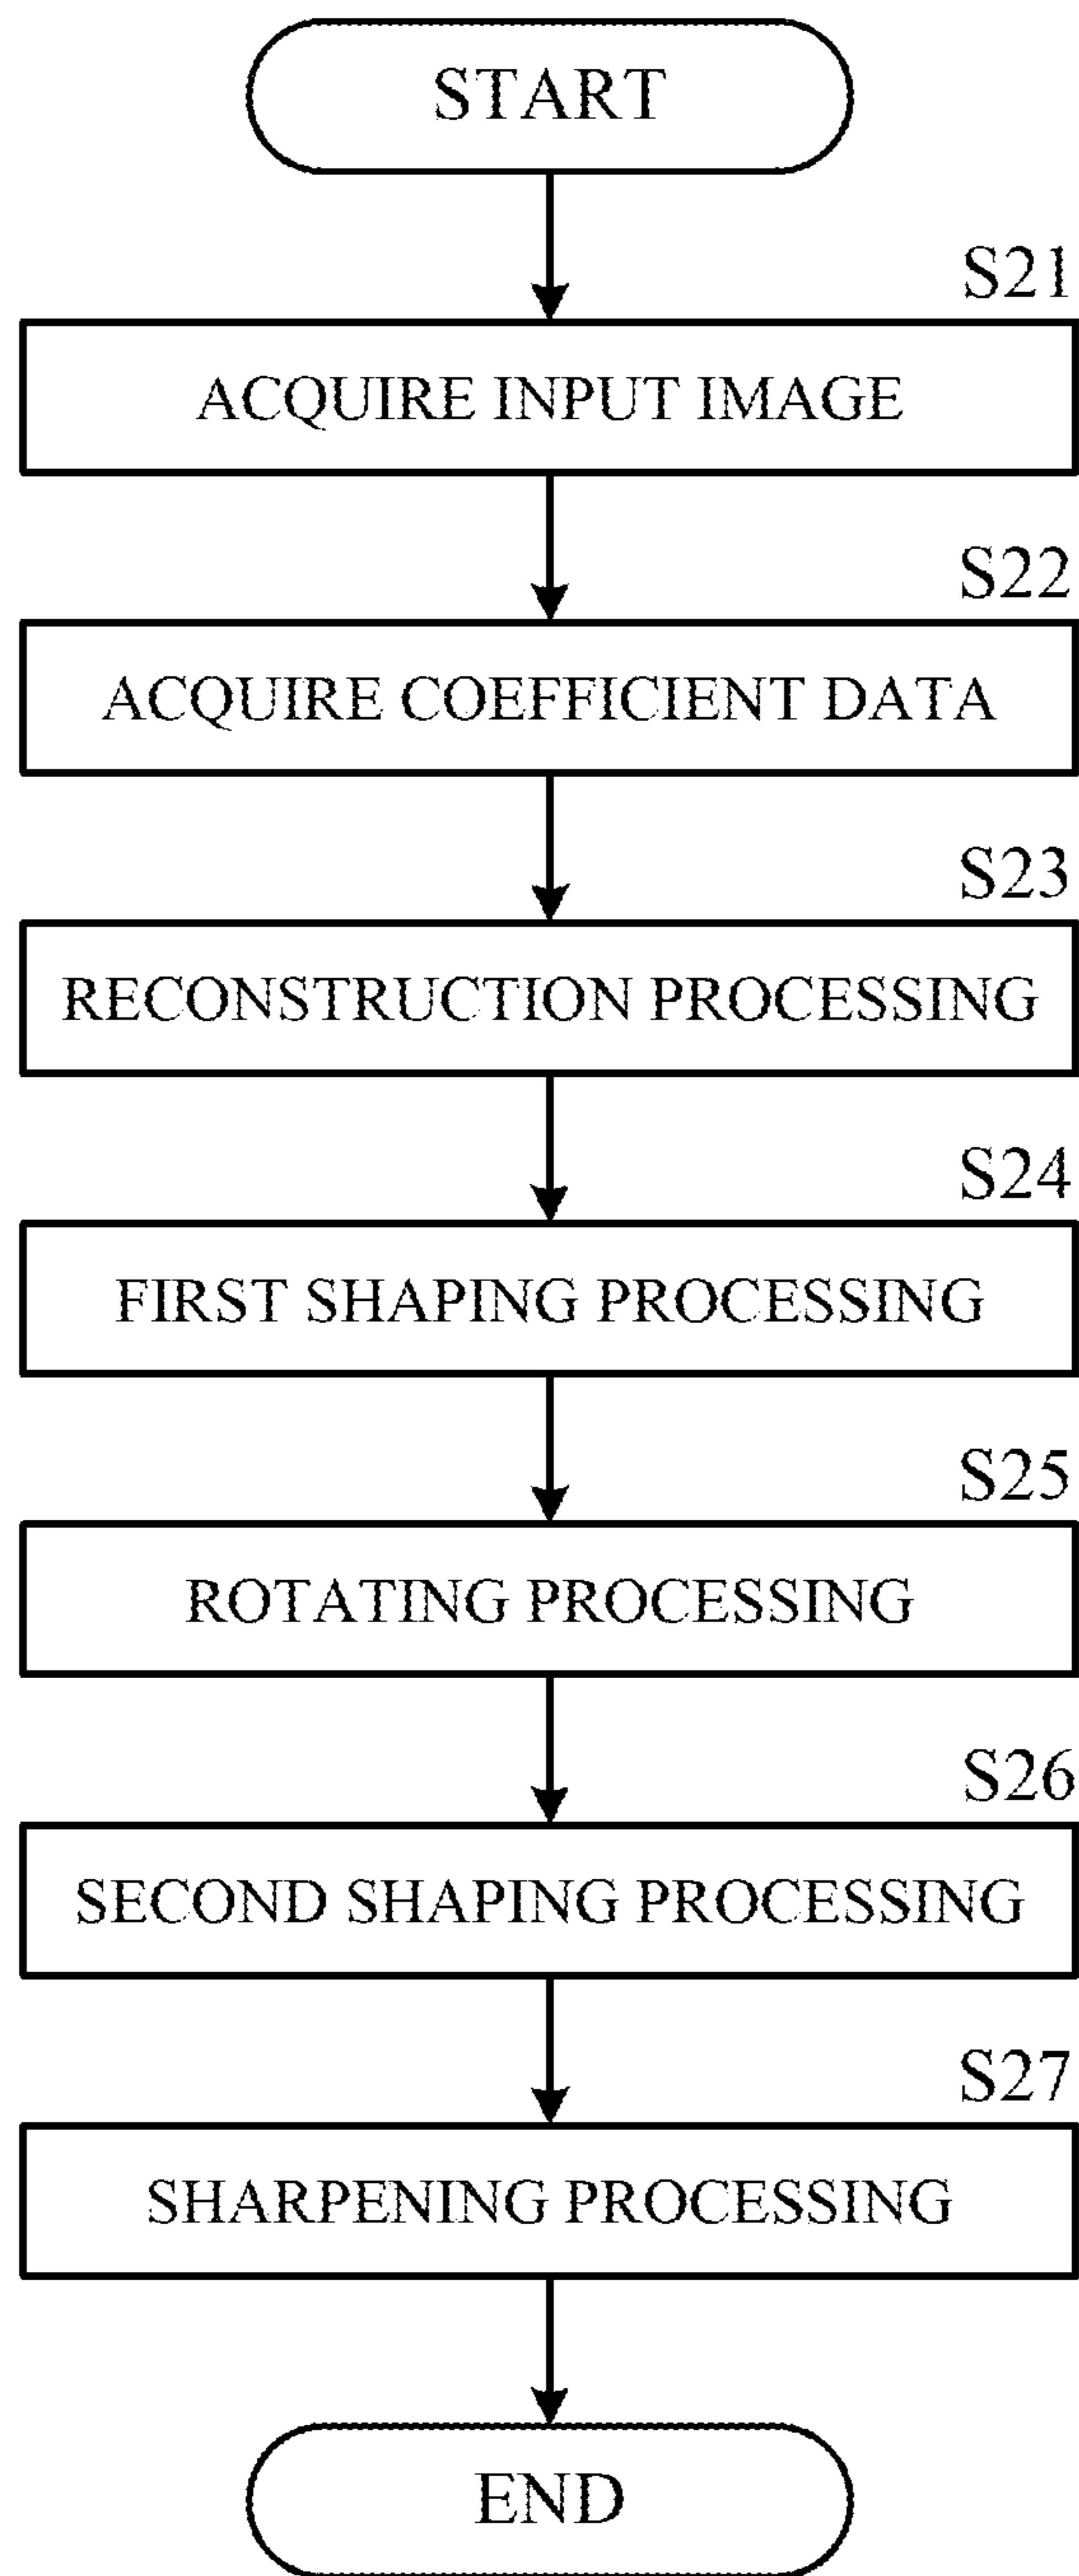 START
S21
ACQUIRE INPUT IMAGE
S22
ACQUIRE COEFFICIENT DATA
S23
RECONSTRUCTION PROCESSING
S24
FIRST SHAPING PROCESSING
S25
ROTATING PROCESSING
S26
SECOND SHAPING PROCESSING
S27
SHARPENING PROCESSING
END